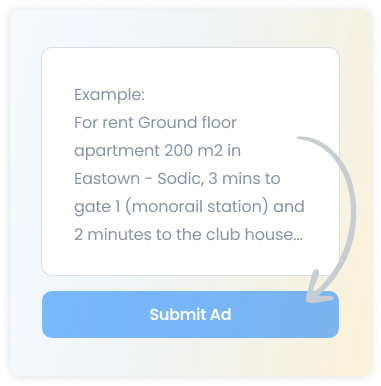 Example:
For rent Ground floor
apartment 200 m2 in
Eastown - Sodic, 3 mins to
gate 1 (monorail station) and
2 minutes to the club house...
Submit Ad